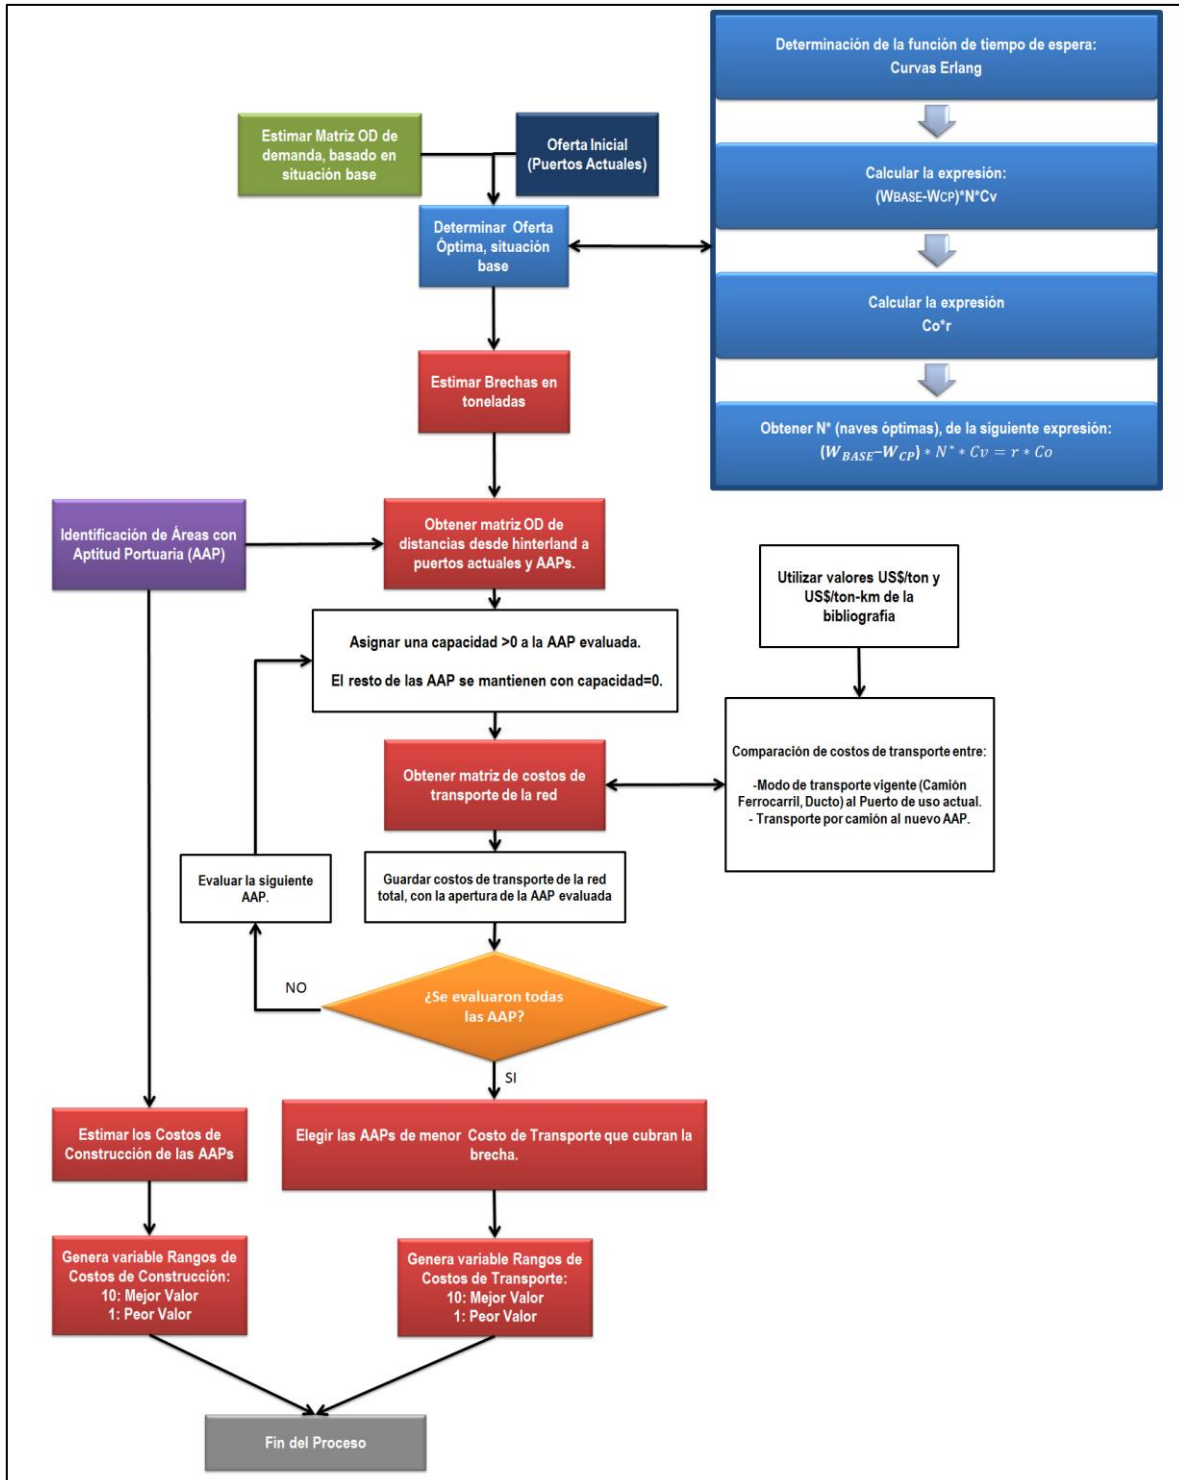 Determinación de la función de tiempo de espera:
Curvas Erlang
Estimar Matriz OD de
demanda, basado en
situación base
Oferta Inicial
(Puertos Actuales)
Calcular la expresión:
(WBASE-WCP)*N*Cv
Determinar Oferta
Óptima, situación
base
Calcular la expresión
Co*r
Estimar Brechas en
toneladas
Obtener N* (naves óptimas), de la siguiente expresión:
(W_BASE–W_CP) * N* * Cv = r * Co
Identificación de Áreas con
Aptitud Portuaria (AAP)
Obtener matriz OD de
distancias desde hinterland a
puertos actuales y AAPs.
Utilizar valores US$/ton y
US$/ton-km de la
bibliografía
Asignar una capacidad >0 a la AAP evaluada.
El resto de las AAP se mantienen con capacidad=0.
Obtener matriz de costos de
transporte de la red
Comparación de costos de transporte entre:
-Modo de transporte vigente (Camión
Ferrocarril, Ducto) al Puerto de uso actual.
- Transporte por camión al nuevo AAP.
Evaluar la siguiente
AAP.
Guardar costos de transporte de la red
total, con la apertura de la AAP evaluada
NO
¿Se evaluaron todas
las AAP?
SI
Estimar los Costos de
Construcción de las AAPs
Elegir las AAPs de menor Costo de Transporte que cubran la
brecha.
Genera variable Rangos de
Costos de Construcción:
10: Mejor Valor
1: Peor Valor
Genera variable Rangos de
Costos de Transporte:
10: Mejor Valor
1: Peor Valor
Fin del Proceso